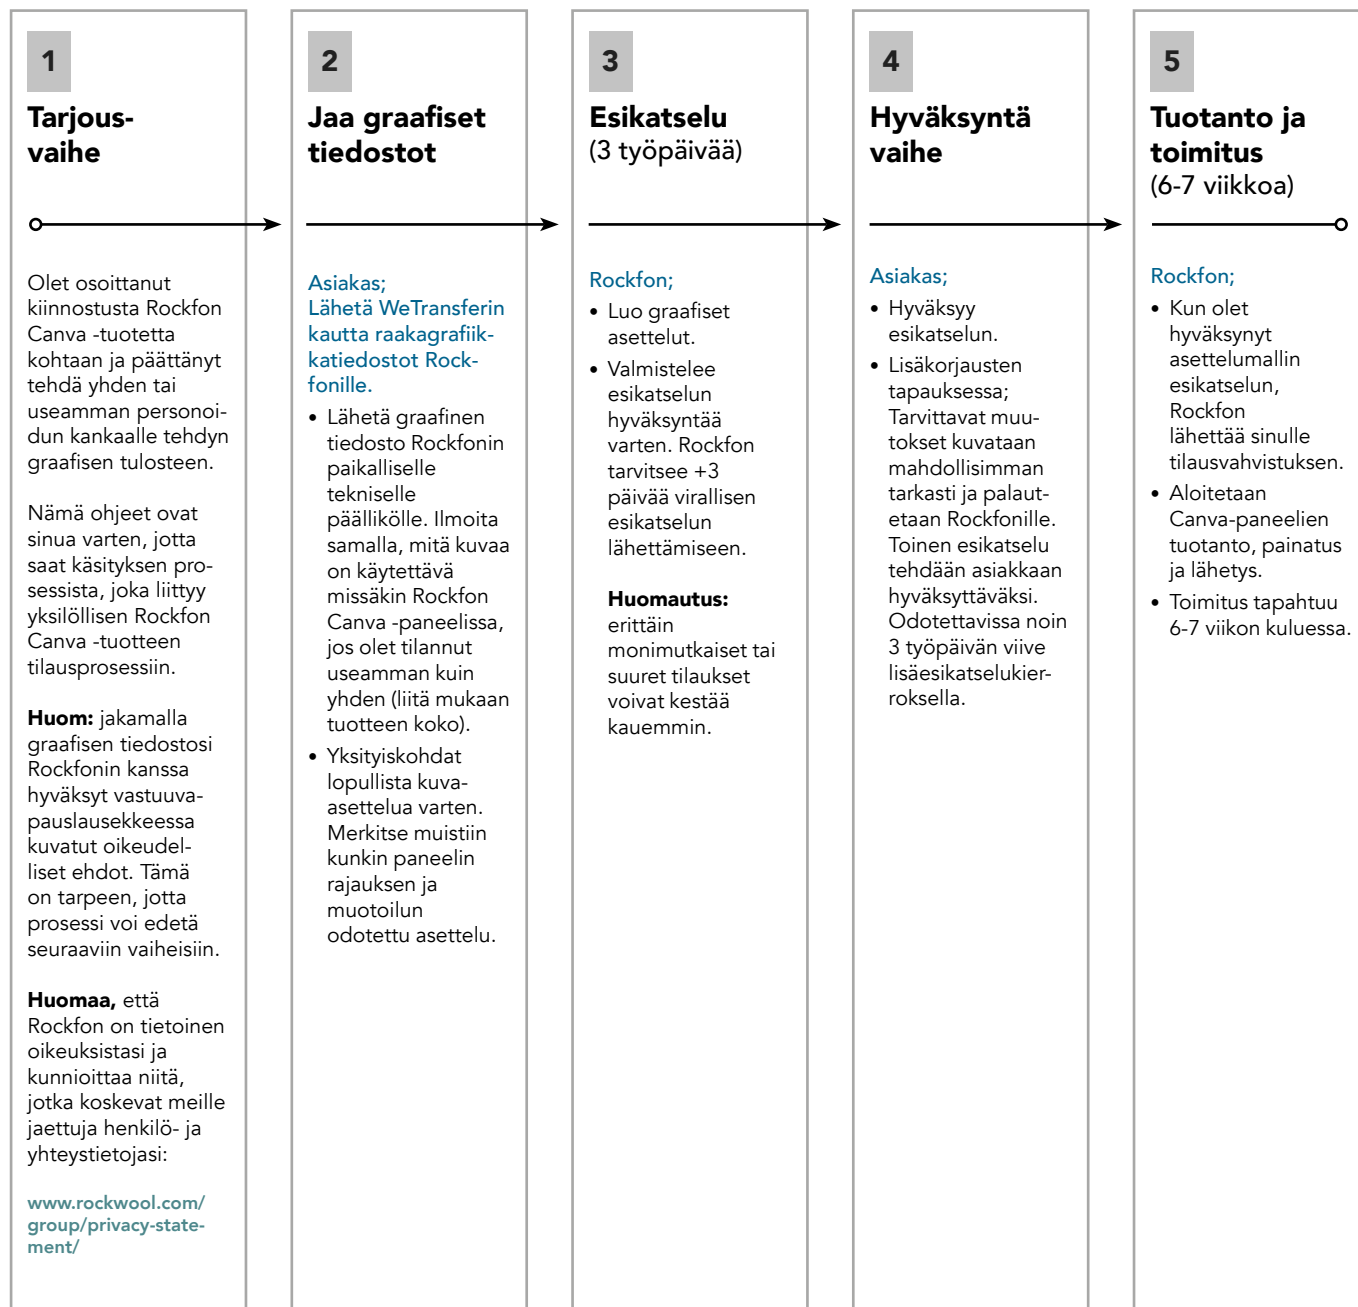 1
Tarjous-
vaihe
Olet osoittanut
kiinnostusta Rockfon
Canva -tuotetta
kohtaan ja päättänyt
tehdä yhden tai
useamman personoi-
dun kankaalle tehdyn
graafisen tulosteen.
Nämä ohjeet ovat
sinua varten, jotta
saat käsityksen pro-
sessista, joka liittyy
yksilöllisen Rockfon
Canva -tuotteen
tilausprosessiin.
Huom: jakamalla
graafisen tiedostosi
Rockfonin kanssa
hyväksyt vastuuva-
pauslausekkeessa
kuvatut oikeudel-
liset ehdot. Tämä
on tarpeen, jotta
prosessi voi edetä
seuraaviin vaiheisiin.
Huomaa, että
Rockfon on tietoinen
oikeuksistasi ja
kunnioittaa niitä,
jotka koskevat meille
jaettuja henkilö- ja
yhteystietojasi:
www.rockwool.com/
group/privacy-state-
ment/
2
Jaa graafiset
tiedostot
Asiakas;
Lähetä WeTransferin
kautta raakagrafiik-
katiedostot Rock-
fonille.
• Lähetä graafinen
tiedosto Rockfonin
paikalliselle
tekniselle
päällikölle. Ilmoita
samalla, mitä kuvaa
on käytettävä
missäkin Rockfon
Canva -paneelissa,
jos olet tilannut
useamman kuin
yhden (liitä mukaan
tuotteen koko).
• Yksityiskohdat
lopullista kuva-
asettelua varten.
Merkitse muistiin
kunkin paneelin
rajauksen ja
muotoilun
odotettu asettelu.
3
Esikatselu
(3 työpäivää)
Rockfon;
• Luo graafiset
asettelut.
• Valmistelee
esikatselun
hyväksyntää
varten. Rockfon
tarvitsee +3
päivää virallisen
esikatselun
lähettämiseen.
Huomautus:
erittäin
monimutkaiset tai
suuret tilaukset
voivat kestää
kauemmin.
4
Hyväksyntä
vaihe
Asiakas;
• Hyväksyy
esikatselun.
• Lisäkorjausten
tapauksessa;
Tarvittavat muu-
tokset kuvataan
mahdollisimman
tarkasti ja palaut-
etaan Rockfonille.
Toinen esikatselu
tehdään asiakkaan
hyväksyttäväksi.
Odotettavissa noin
3 työpäivän viive
lisäesikatselukier-
roksella.
5
Tuotanto ja
toimitus
(6-7 viikkoa)
Rockfon;
• Kun olet
hyväksynyt
asettelumallin
esikatselun,
Rockfon
lähettää sinulle
tilausvahvistuksen.
• Aloitetaan
Canva-paneelien
tuotanto, painatus
ja lähetys.
• Toimitus tapahtuu
6-7 viikon kuluessa.